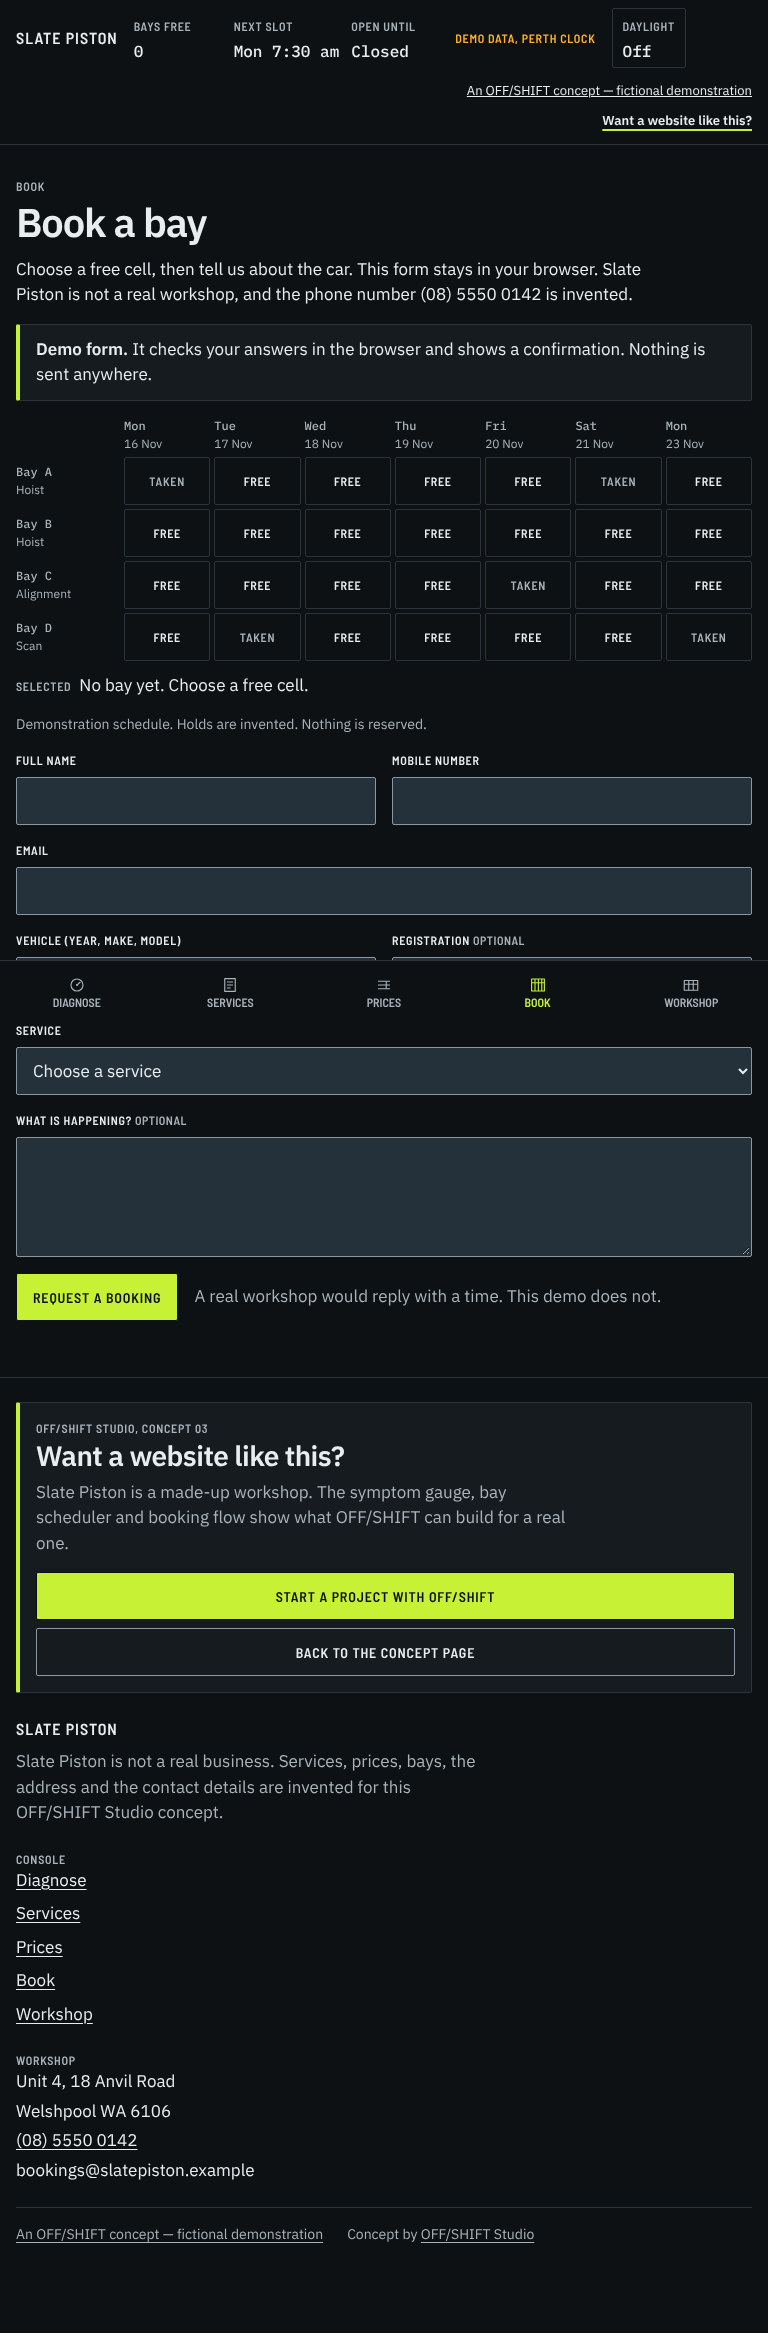 SLATE PISTON
BAYS FREE
0
NEXT SLOT
Mon 7:30 am
OPEN UNTIL
Closed
DEMO DATA, PERTH CLOCK
DAYLIGHT
Off
An OFF/SHIFT concept — fictional demonstration
Want a website like this?
BOOK
Book a bay
Choose a free cell, then tell us about the car. This form stays in your browser. Slate
Piston is not a real workshop, and the phone number (08) 5550 0142 is invented.
Demo form. It checks your answers in the browser and shows a confirmation. Nothing is
sent anywhere.
Mon Tue Wed Thu Fri Sat Mon
16 Nov 17 Nov 18 Nov 19 Nov 20 Nov 21 Nov 23 Nov
Bay A
Hoist
TAKEN FREE FREE FREE FREE TAKEN FREE
Bay B
Hoist
FREE FREE FREE FREE FREE FREE FREE
Bay C
Alignment
FREE FREE FREE FREE TAKEN FREE FREE
Bay D
Scan
FREE TAKEN FREE FREE FREE FREE TAKEN
SELECTED No bay yet. Choose a free cell.
Demonstration schedule. Holds are invented. Nothing is reserved.
FULL NAME
MOBILE NUMBER
EMAIL
VEHICLE (YEAR, MAKE, MODEL)
REGISTRATION OPTIONAL
DIAGNOSE
SERVICES
PRICES
BOOK
WORKSHOP
SERVICE
Choose a service
WHAT IS HAPPENING? OPTIONAL
REQUEST A BOOKING
A real workshop would reply with a time. This demo does not.
OFF/SHIFT STUDIO, CONCEPT 03
Want a website like this?
Slate Piston is a made-up workshop. The symptom gauge, bay
scheduler and booking flow show what OFF/SHIFT can build for a real
one.
START A PROJECT WITH OFF/SHIFT
BACK TO THE CONCEPT PAGE
SLATE PISTON
Slate Piston is not a real business. Services, prices, bays, the
address and the contact details are invented for this
OFF/SHIFT Studio concept.
CONSOLE
Diagnose
Services
Prices
Book
Workshop
WORKSHOP
Unit 4, 18 Anvil Road
Welshpool WA 6106
(08) 5550 0142
bookings@slatepiston.example
An OFF/SHIFT concept — fictional demonstration
Concept by OFF/SHIFT Studio